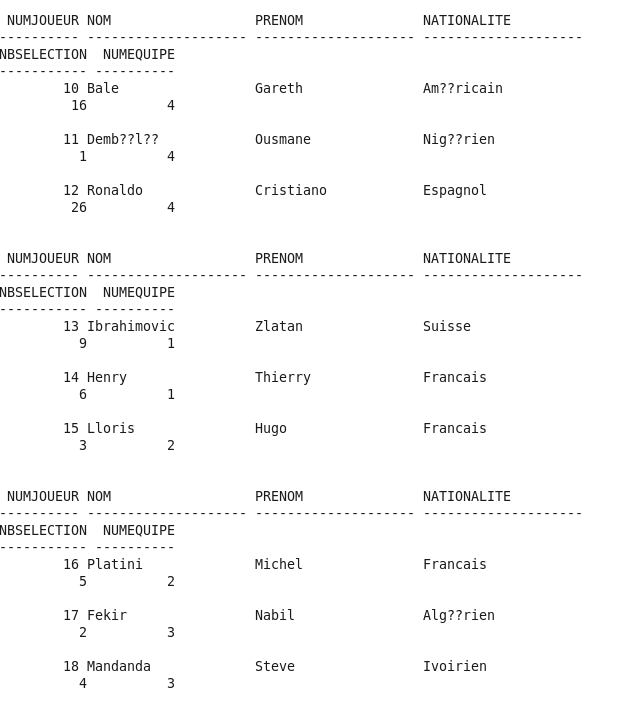 NUMJOUEUR NOM                  PRENOM               NATIONALITE
---------- -------------------- -------------------- --------------------
NBSELECTION  NUMEQUIPE
----------- ----------
        10 Bale                 Gareth               Am??ricain
         16          4

        11 Demb??l??            Ousmane              Nig??rien
          1          4

        12 Ronaldo              Cristiano            Espagnol
         26          4


 NUMJOUEUR NOM                  PRENOM               NATIONALITE
---------- -------------------- -------------------- --------------------
NBSELECTION  NUMEQUIPE
----------- ----------
        13 Ibrahimovic          Zlatan               Suisse
          9          1

        14 Henry                Thierry              Francais
          6          1

        15 Lloris               Hugo                 Francais
          3          2


 NUMJOUEUR NOM                  PRENOM               NATIONALITE
---------- -------------------- -------------------- --------------------
NBSELECTION  NUMEQUIPE
----------- ----------
        16 Platini              Michel               Francais
          5          2

        17 Fekir                Nabil                Alg??rien
          2          3

        18 Mandanda             Steve                Ivoirien
          4          3